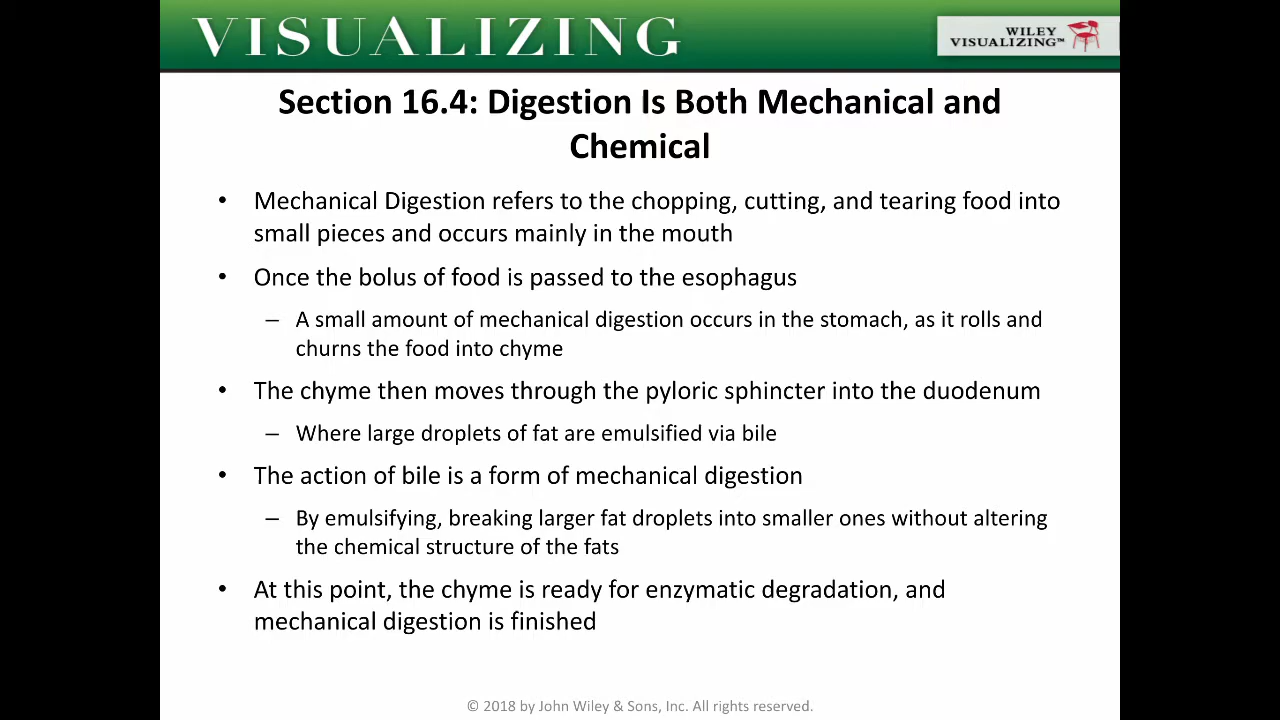 VISUALIZING
WILEY
VISUALIZING™
Section 16.4: Digestion Is Both Mechanical and
Chemical
• Mechanical Digestion refers to the chopping, cutting, and tearing food into
small pieces and occurs mainly in the mouth
• Once the bolus of food is passed to the esophagus
– A small amount of mechanical digestion occurs in the stomach, as it rolls and
churns the food into chyme
• The chyme then moves through the pyloric sphincter into the duodenum
– Where large droplets of fat are emulsified via bile
• The action of bile is a form of mechanical digestion
– By emulsifying, breaking larger fat droplets into smaller ones without altering
the chemical structure of the fats
• At this point, the chyme is ready for enzymatic degradation, and
mechanical digestion is finished
© 2018 by John Wiley & Sons, Inc. All rights reserved.